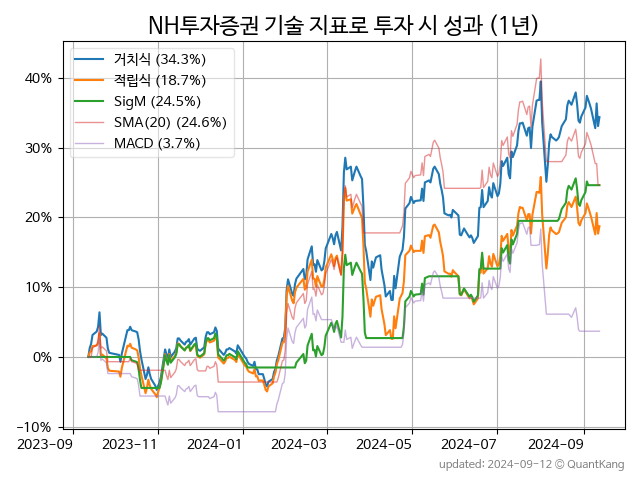 NH투자증권 기술 지표로 투자 시 성과 (1년)
거치식 (34.3%)
적립식 (18.7%)
SigM (24.5%)
SMA(20) (24.6%)
MACD (3.7%)
40%
30%
20%
10%
0%
−10%
2023-09 2023-11 2024-01 2024-03 2024-05 2024-07 2024-09
updated: 2024-09-12 © QuantKang